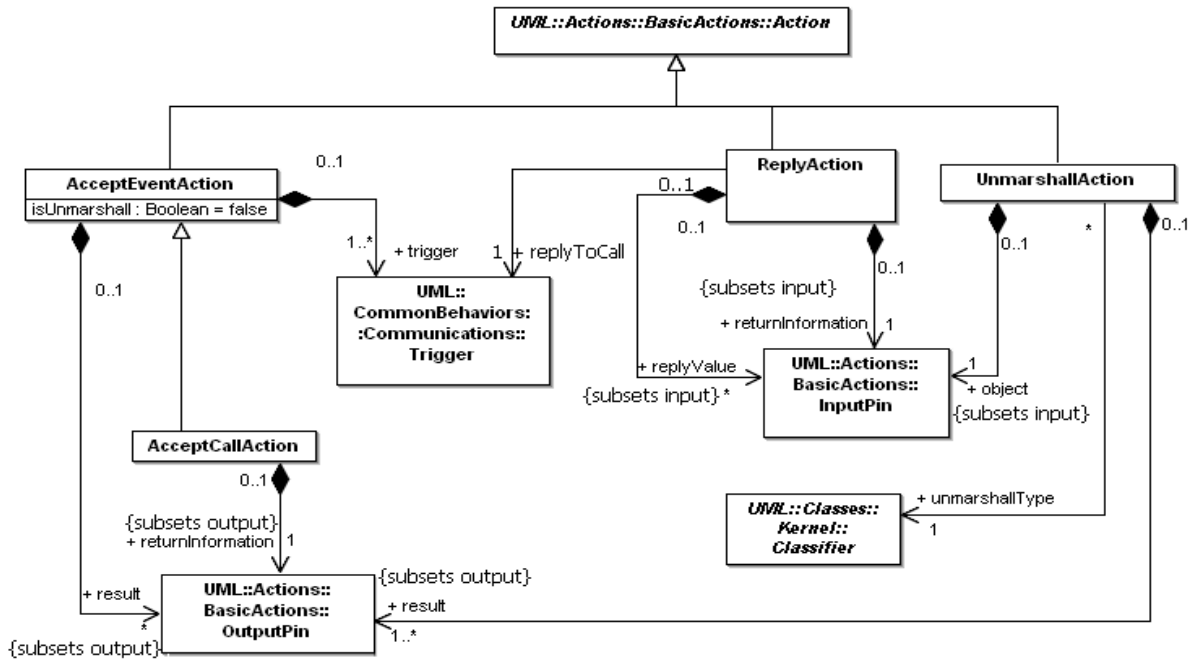 UML::Actions::BasicActions::Action
AcceptEventAction
isUnmarshall : Boolean = false
0..1
0..1
1..*
+ trigger
ReplyAction
0..1
0..1
0..1
1
+ replyToCall
UnmarshallAction
*
0..1
0..1
UML::
CommonBehaviors:
:Communications::
Trigger
{subsets input}
+ returnInformation
1
+ replyValue
{subsets input}
*
UML::Actions::
BasicActions::
InputPin
1
+ object
{subsets input}
AcceptCallAction
0..1
{subsets output}
+ returnInformation
1
UML::Classes::
Kernel::
Classifier
+ unmarshallType
1
+ result
*
{subsets output}
UML::Actions::
BasicActions::
OutputPin
{subsets output}
+ result
1..*